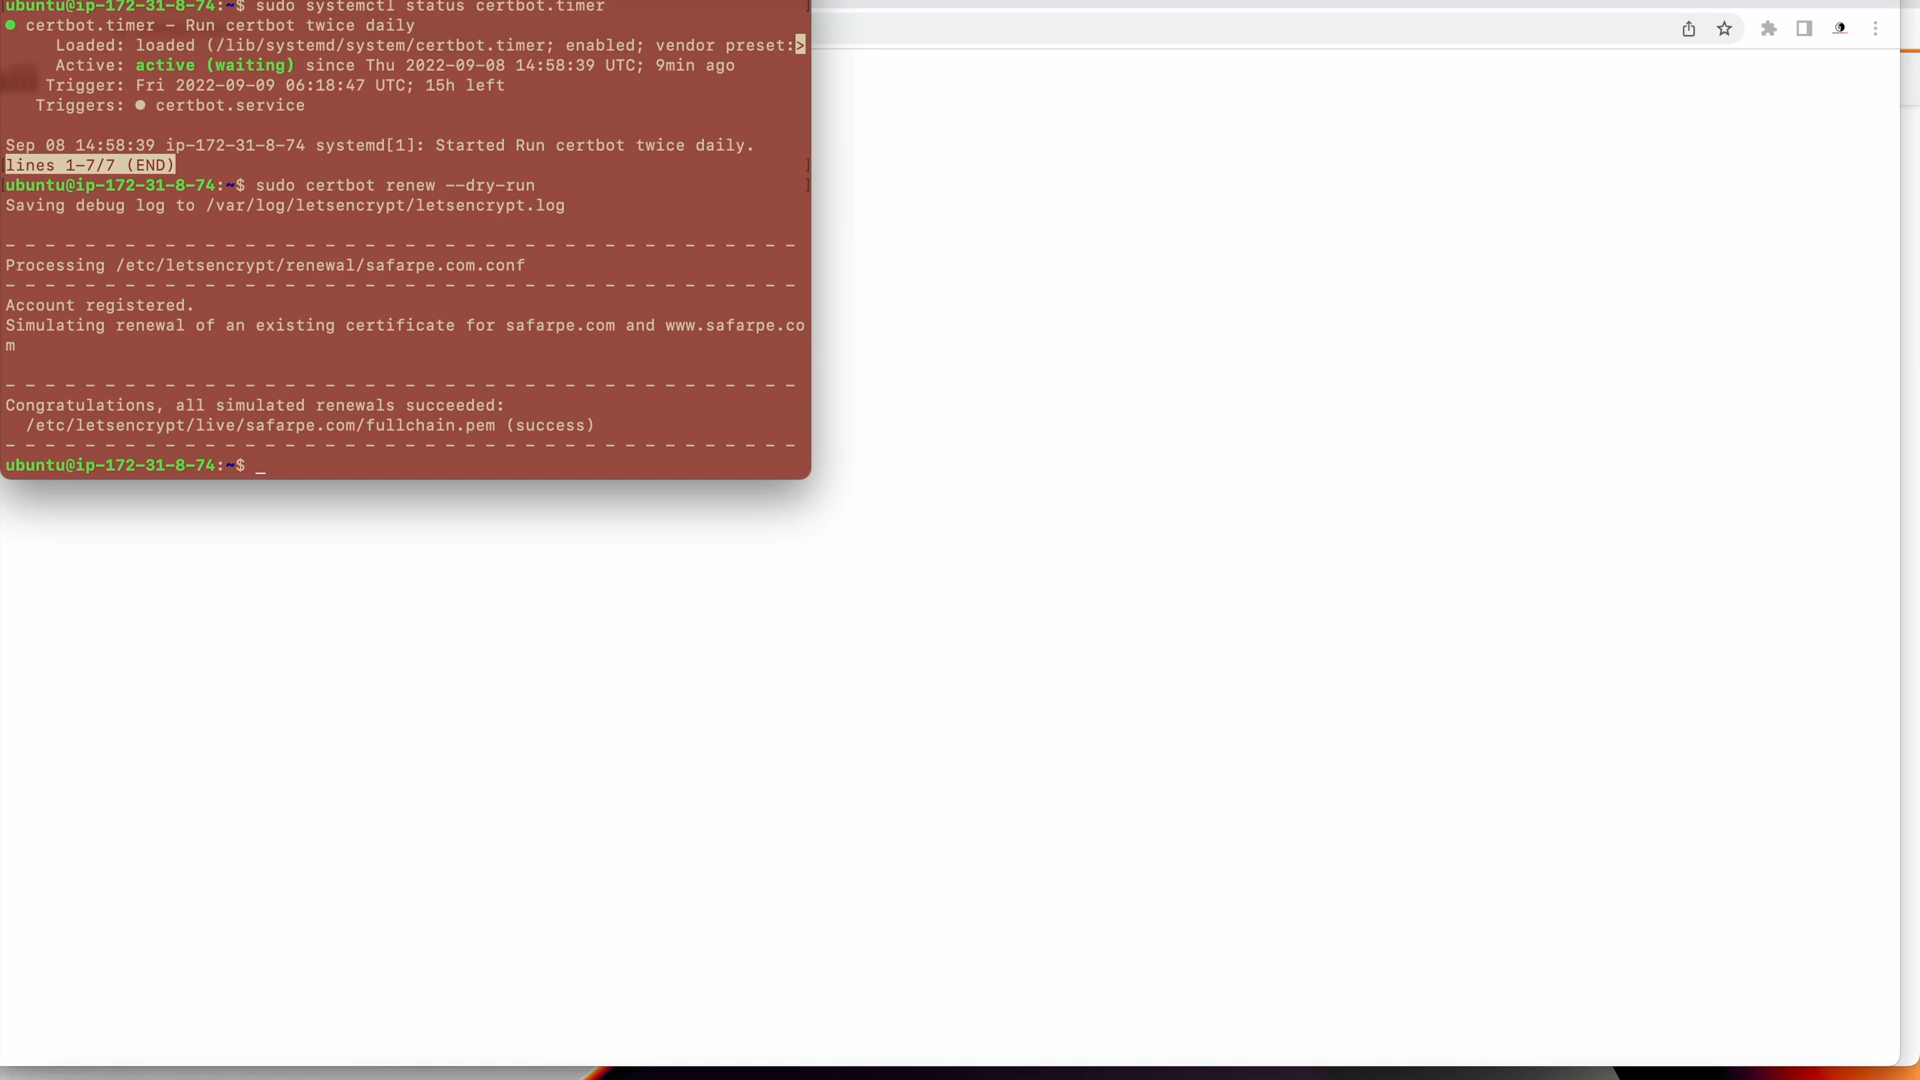 ubuntu@ip-172-31-8-74:~$ sudo systemctl status certbot.timer
● certbot.timer - Run certbot twice daily
Loaded: loaded (/lib/systemd/system/certbot.timer; enabled; vendor preset:>
Active: active (waiting) since Thu 2022-09-08 14:58:39 UTC; 9min ago
Trigger: Fri 2022-09-09 06:18:47 UTC; 15h left
Triggers: ● certbot.service
Sep 08 14:58:39 ip-172-31-8-74 systemd[1]: Started Run certbot twice daily.
lines 1-7/7 (END)
ubuntu@ip-172-31-8-74:~$ sudo certbot renew --dry-run
Saving debug log to /var/log/letsencrypt/letsencrypt.log
- - - - - - - - - - - - - - - - - - - - - - - - - - - - - - - - - - - - - - - -
Processing /etc/letsencrypt/renewal/safarpe.com.conf
- - - - - - - - - - - - - - - - - - - - - - - - - - - - - - - - - - - - - - - -
Account registered.
Simulating renewal of an existing certificate for safarpe.com and www.safarpe.co
m
- - - - - - - - - - - - - - - - - - - - - - - - - - - - - - - - - - - - - - - -
Congratulations, all simulated renewals succeeded:
/etc/letsencrypt/live/safarpe.com/fullchain.pem (success)
- - - - - - - - - - - - - - - - - - - - - - - - - - - - - - - - - - - - - - - -
ubuntu@ip-172-31-8-74:~$ _